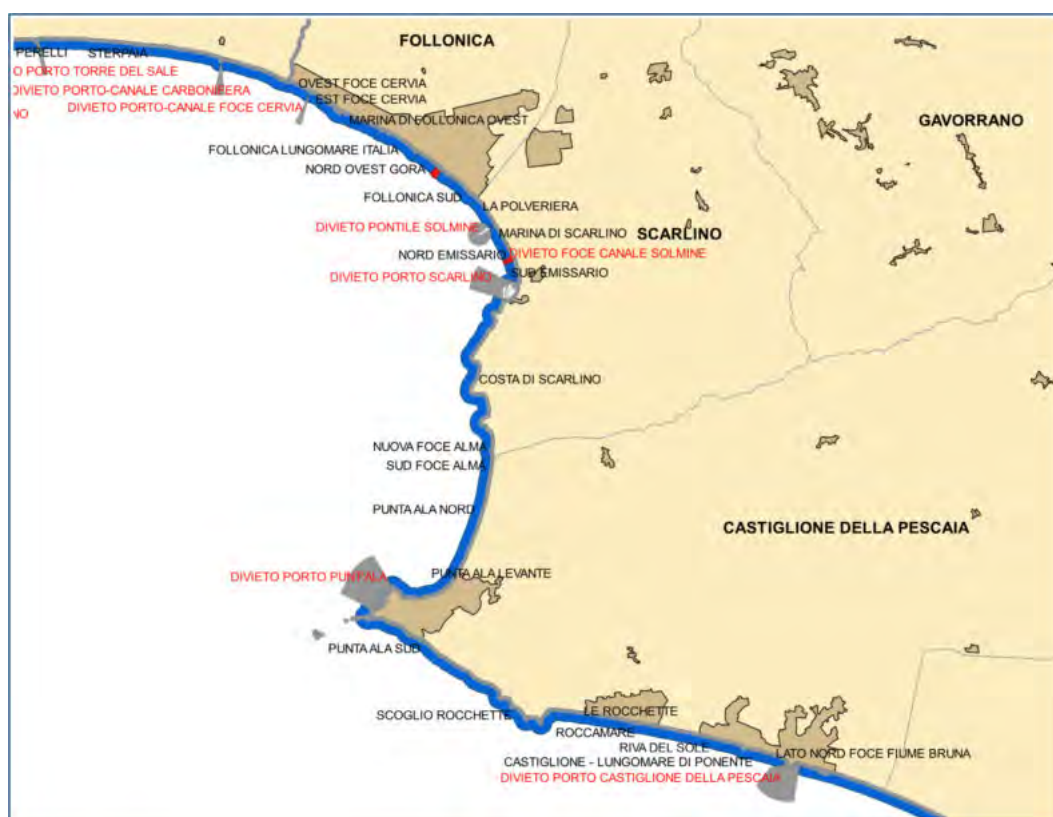 FOLLONICA
PERELLI
STERPAIA
O PORTO TORRE DEL SALE
OVEST FOCE CERVIA
DIVIETO PORTO-CANALE CARBONIFERA
EST FOCE CERVIA
DIVIETO PORTO-CANALE FOCE CERVIA
NO
MARINA DI FOLLONICA OVEST
GAVORRANO
FOLLONICA LUNGOMARE ITALIA
NORD OVEST GORA
FOLLONICA SUD
LA POLVERIERA
DIVIETO PONTILE SOLMINE
MARINA DI SCARLINO
SCARLINO
NORD EMISSARIO
DIVIETO FOCE CANALE SOLMINE
DIVIETO PORTO SCARLINO
SUD EMISSARIO
COSTA DI SCARLINO
NUOVA FOCE ALMA
SUD FOCE ALMA
PUNTA ALA NORD
CASTIGLIONE DELLA PESCAIA
DIVIETO PORTO PUNTALA
PUNTA ALA LEVANTE
PUNTA ALA SUD
SCOGLIO ROCCHETTE
LE ROCCHETTE
ROCCAMARE
RIVA DEL SOLE
LATO NORD FOCE FIUME BRUNA
CASTIGLIONE - LUNGOMARE DI PONENTE
DIVIETO PORTO CASTIGLIONE DELLA PESCAIA